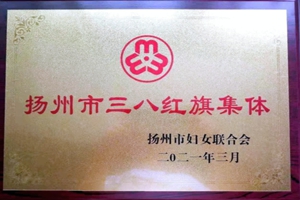 扬州市三八红旗集体
扬州市妇女联合会
二〇二一年三月